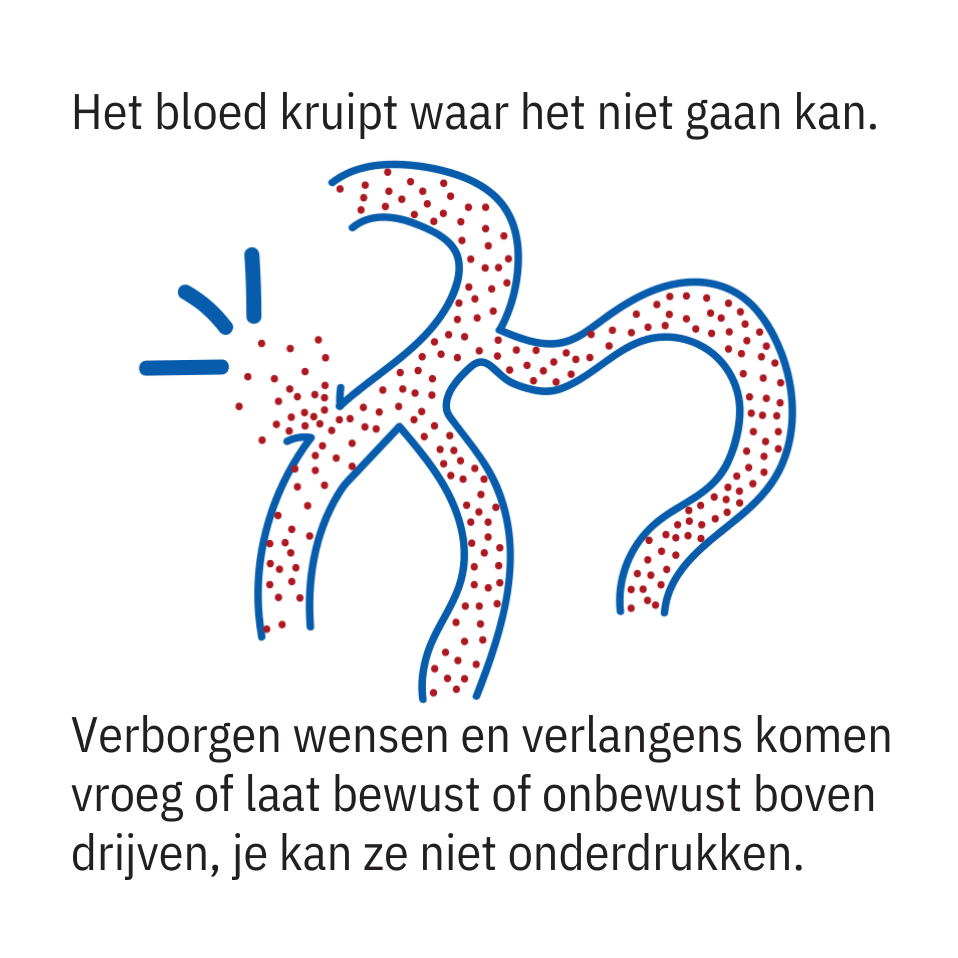 Het bloed kruipt waar het niet gaan kan.
Verborgen wensen en verlangens komen
vroeg of laat bewust of onbewust boven
drijven, je kan ze niet onderdrukken.